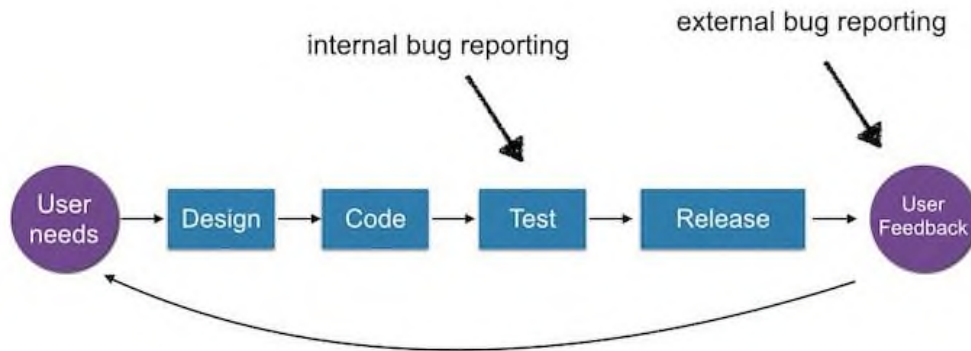 internal bug reporting
external bug reporting
User
needs
Design
Code
Test
Release
User
Feedback